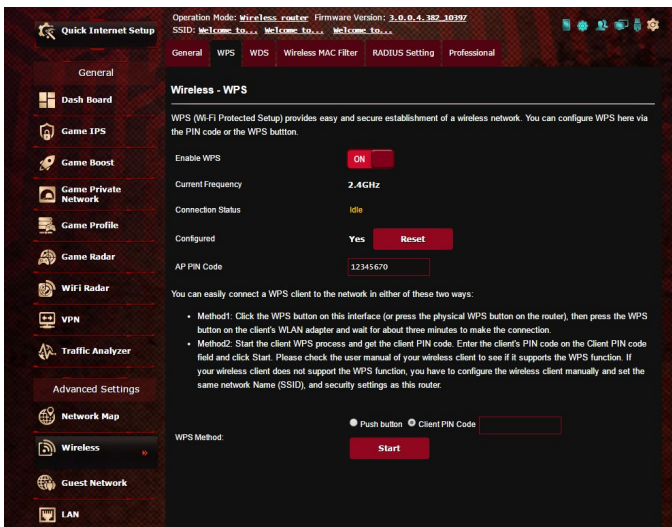 Quick Internet Setup
Operation Mode: Wireless router Firmware Version: 3.0.0.4.382_10397
SSID: Welcome to... Welcome to... Welcome to...
General WPS WDS Wireless MAC Filter RADIUS Setting Professional
General
Dash Board
Game IPS
Game Boost
Game Private
Network
Game Profile
Game Radar
WiFi Radar
VPN
Traffic Analyzer
Advanced Settings
Network Map
Wireless
Guest Network
LAN
Wireless - WPS
WPS (Wi-Fi Protected Setup) provides easy and secure establishment of a wireless network. You can configure WPS here via
the PIN code or the WPS buttton.
Enable WPS ON
Current Frequency 2.4GHz
Connection Status Idle
Configured Yes Reset
AP PIN Code 12345670
You can easily connect a WPS client to the network in either of these two ways:
• Method1: Click the WPS button on this interface (or press the physical WPS button on the router), then press the WPS
button on the client's WLAN adapter and wait for about three minutes to make the connection.
• Method2: Start the client WPS process and get the client PIN code. Enter the client's PIN code on the Client PIN code
field and click Start. Please check the user manual of your wireless client to see if it supports the WPS function. If
your wireless client does not support the WPS function, you have to configure the wireless client manually and set the
same network Name (SSID), and security settings as this router.
WPS Method: Push button Client PIN Code
Start